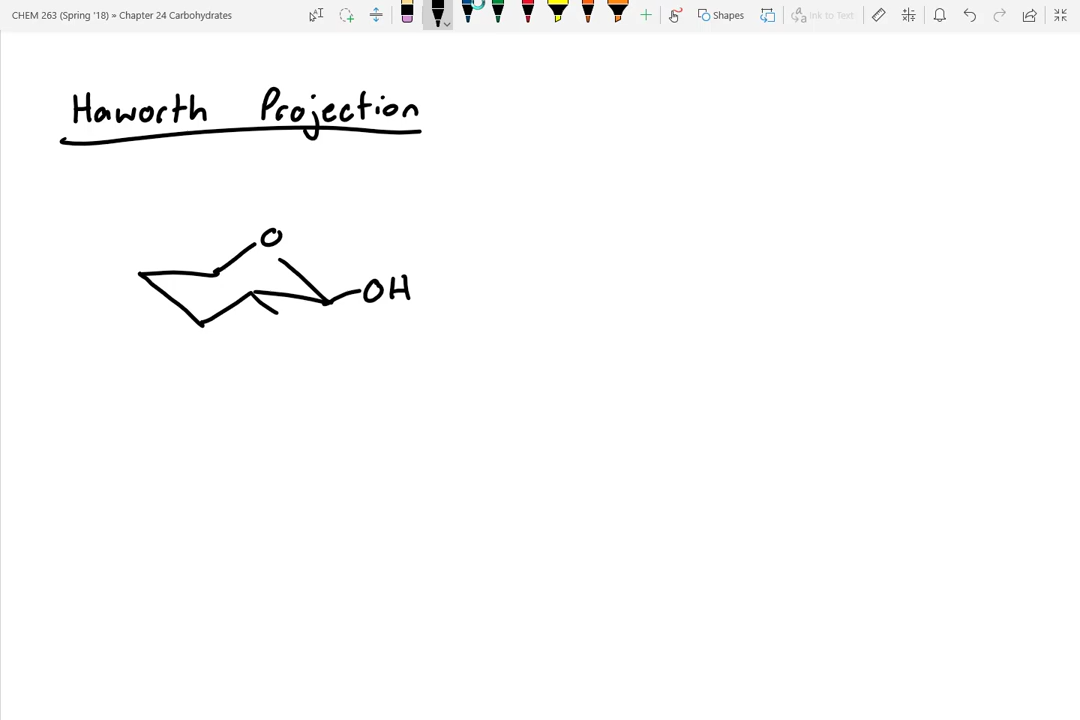 CHEM 263 (Spring '18) » Chapter 24 Carbohydrates
Shapes
Ink to Text
Haworth Projection
O
OH